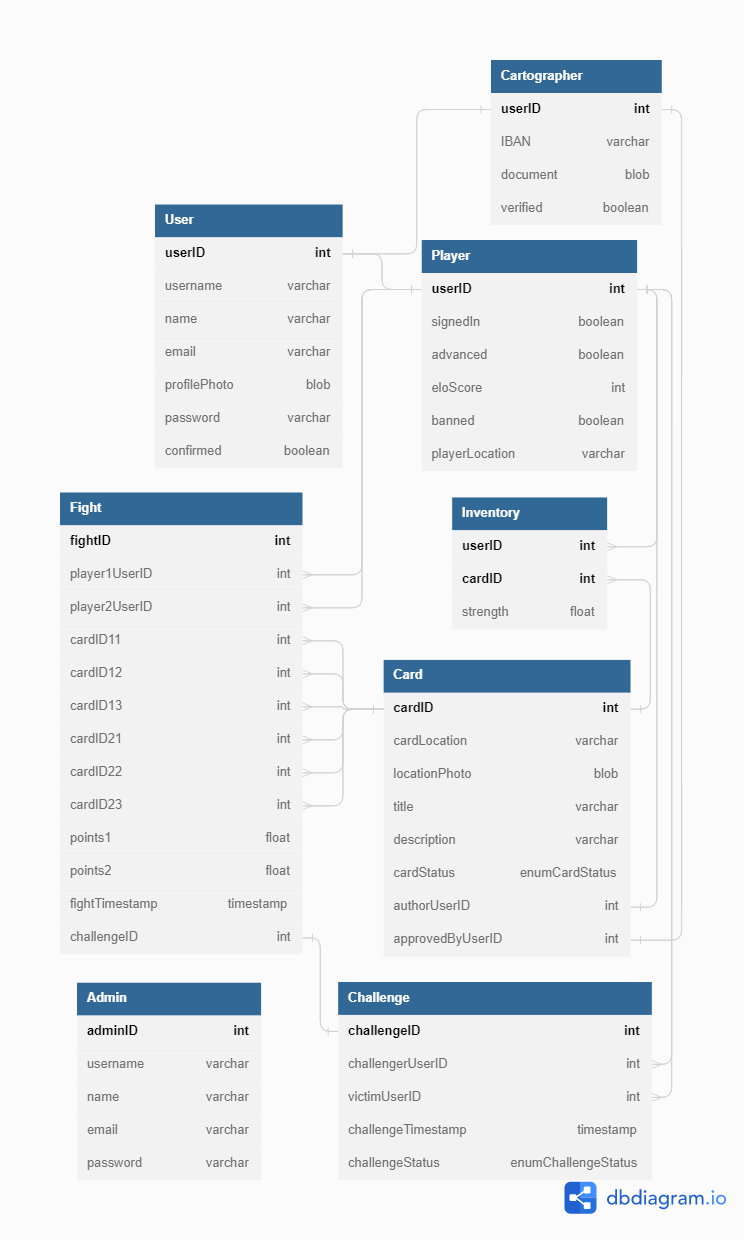 Cartographer
userID int
IBAN varchar
document blob
verified boolean
User
userID int
username varchar
name varchar
email varchar
profilePhoto blob
password varchar
confirmed boolean
Player
userID int
signedIn boolean
advanced boolean
eloScore int
banned boolean
playerLocation varchar
Fight
fightID int
player1UserID int
player2UserID int
cardID11 int
cardID12 int
cardID13 int
cardID21 int
cardID22 int
cardID23 int
points1 float
points2 float
fightTimestamp timestamp
challengeID int
Inventory
userID int
cardID int
strength float
Card
cardID int
cardLocation varchar
locationPhoto blob
title varchar
description varchar
cardStatus enumCardStatus
authorUserID int
approvedByUserID int
Admin
adminID int
username varchar
name varchar
email varchar
password varchar
Challenge
challengeID int
challengerUserID int
victimUserID int
challengeTimestamp timestamp
challengeStatus enumChallengeStatus
dbdiagram.io